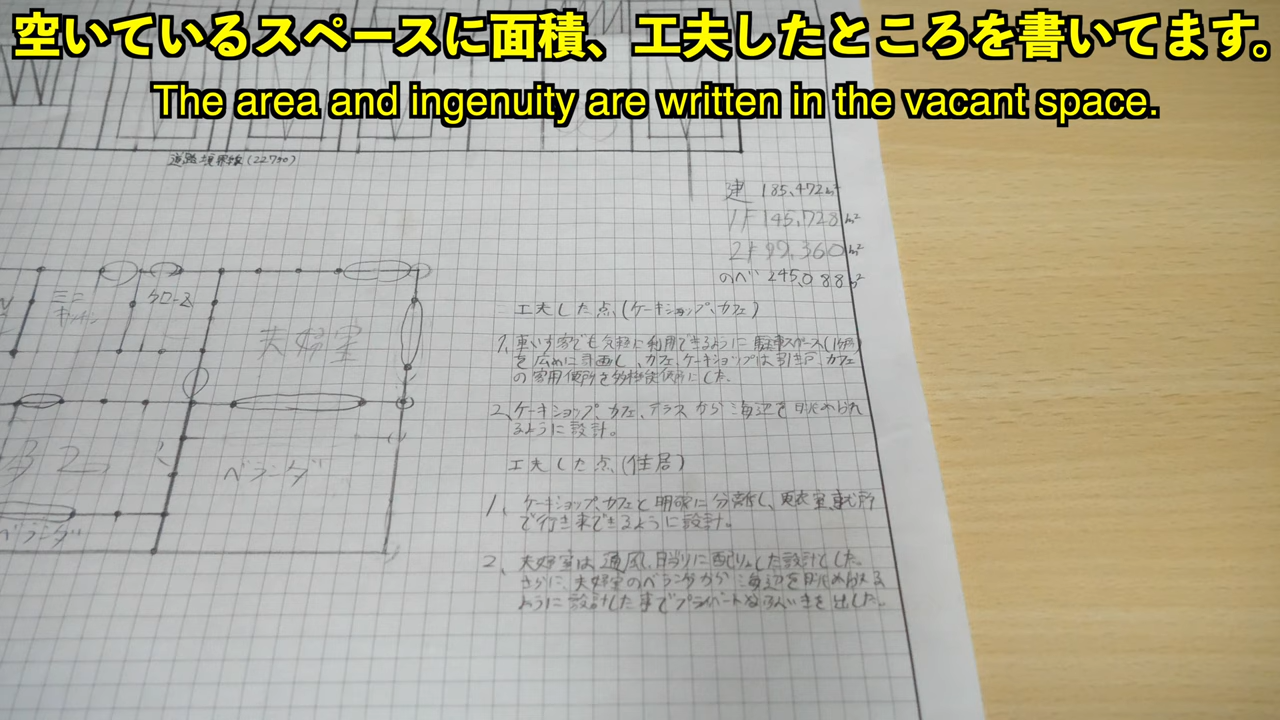 空いているスペースに面積、工夫したところを書いてます。
The area and ingenuity are written in the vacant space.
道路境界線(22750)
建 185.472m²
1F 145.728m²
2F 99.360m²
のべ 245.088m²
ミニ
キッチン
クローゼ
夫婦室
工夫した点(ケーキショップ、カフェ)
1、車いす客でも気軽に利用できるように駐車スペース(1台)
を広めに計画し、カフェ、ケーキショップは引き戸、カフェ
の客用便所を多機能便所にした。
2、ケーキショップ、カフェ、テラスから海辺を眺められ
るように設計。
ベランダ
工夫した点(住居)
1、ケーキショップ、カフェと明確に分離し、更衣室、事ム所
で行き来できるように設計。
ベランダ
2、夫婦室は通風、日当りに配りょした設計とした。
さらに、夫婦室のベランダから海辺を眺められる
ように設計した事でプライベートなふんいきを出した。